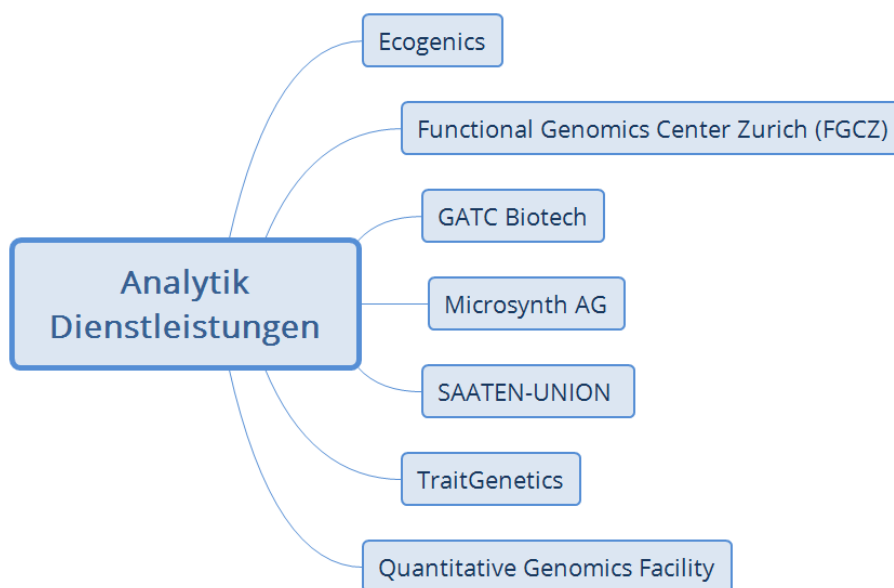 Ecogenics
Functional Genomics Center Zurich (FGCZ)
GATC Biotech
Analytik
Dienstleistungen
Microsynth AG
SAATEN-UNION
TraitGenetics
Quantitative Genomics Facility